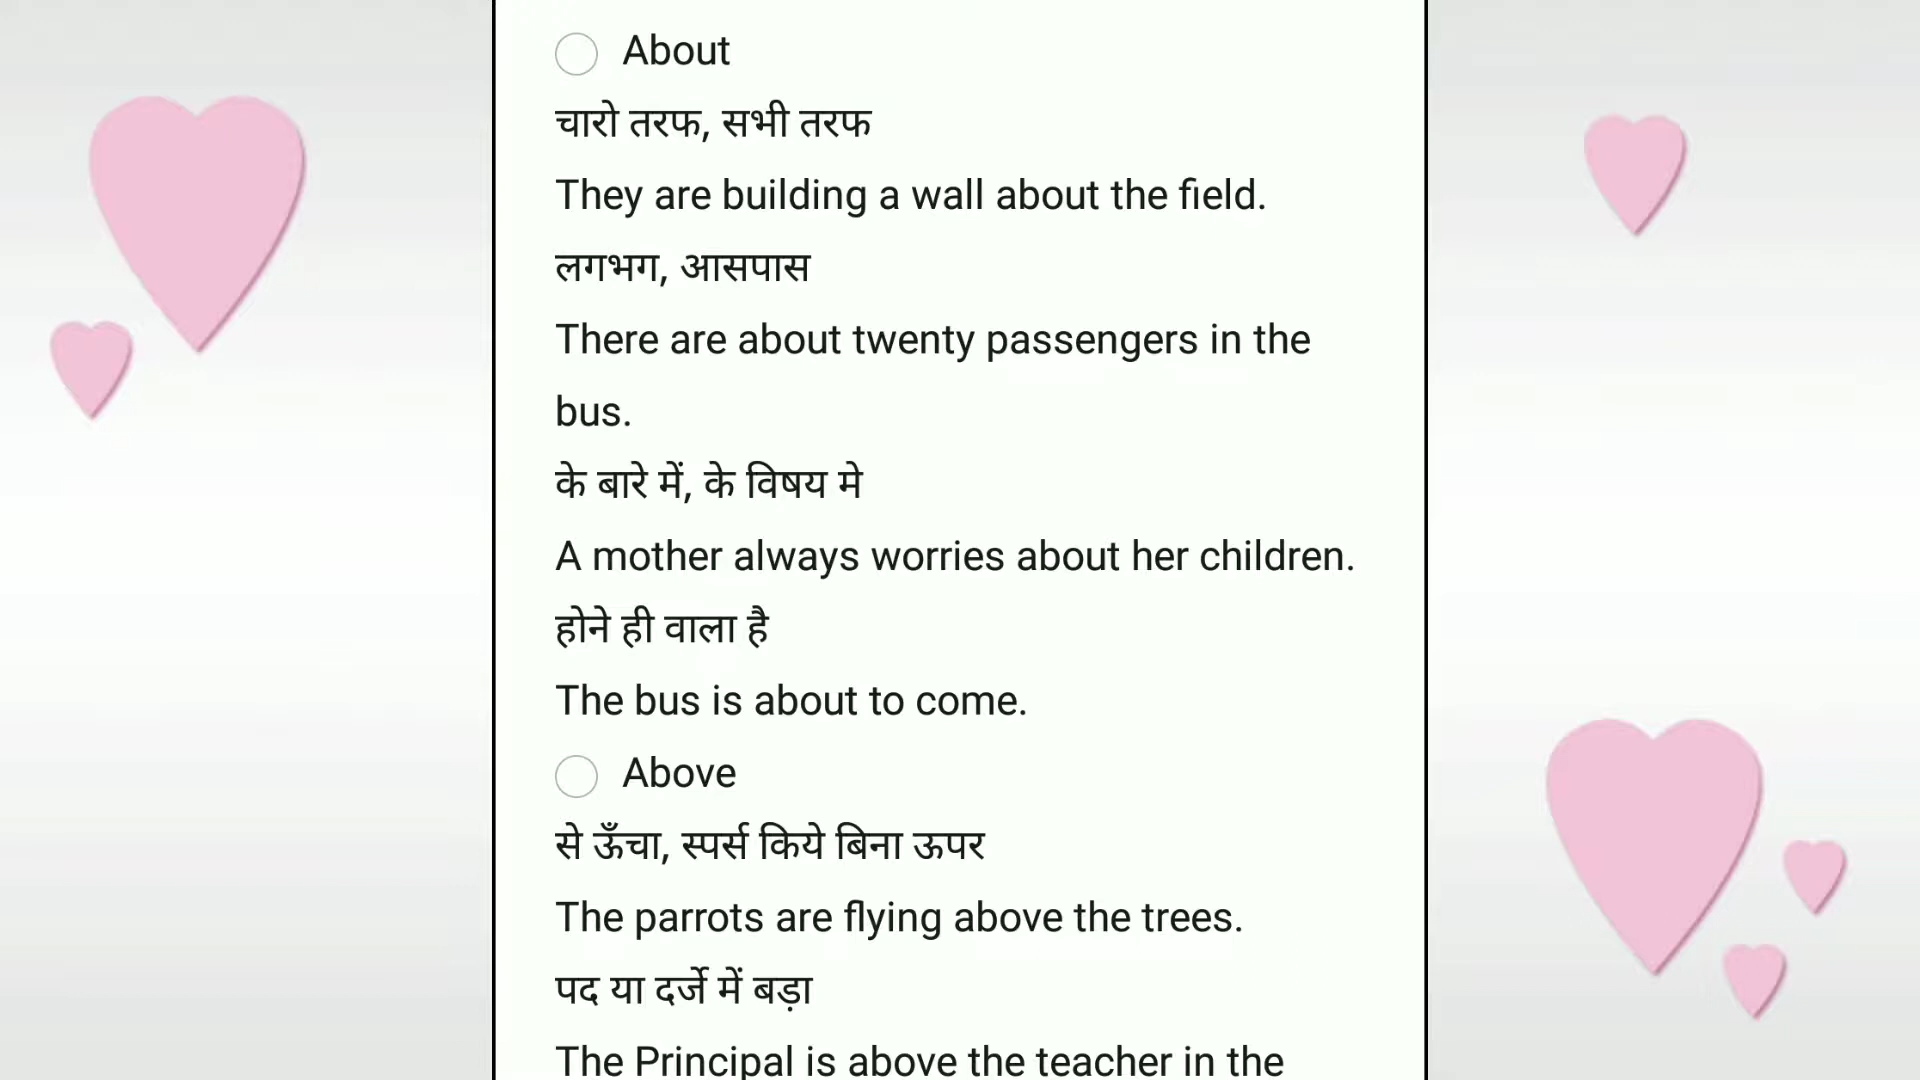 About
चारो तरफ, सभी तरफ
They are building a wall about the field.
लगभग, आसपास
There are about twenty passengers in the
bus.
के बारे में, के विषय मे
A mother always worries about her children.
होने ही वाला है
The bus is about to come.
Above
से ऊँचा, स्पर्स किये बिना ऊपर
The parrots are flying above the trees.
पद या दर्जे में बड़ा
The Principal is above the teacher in the